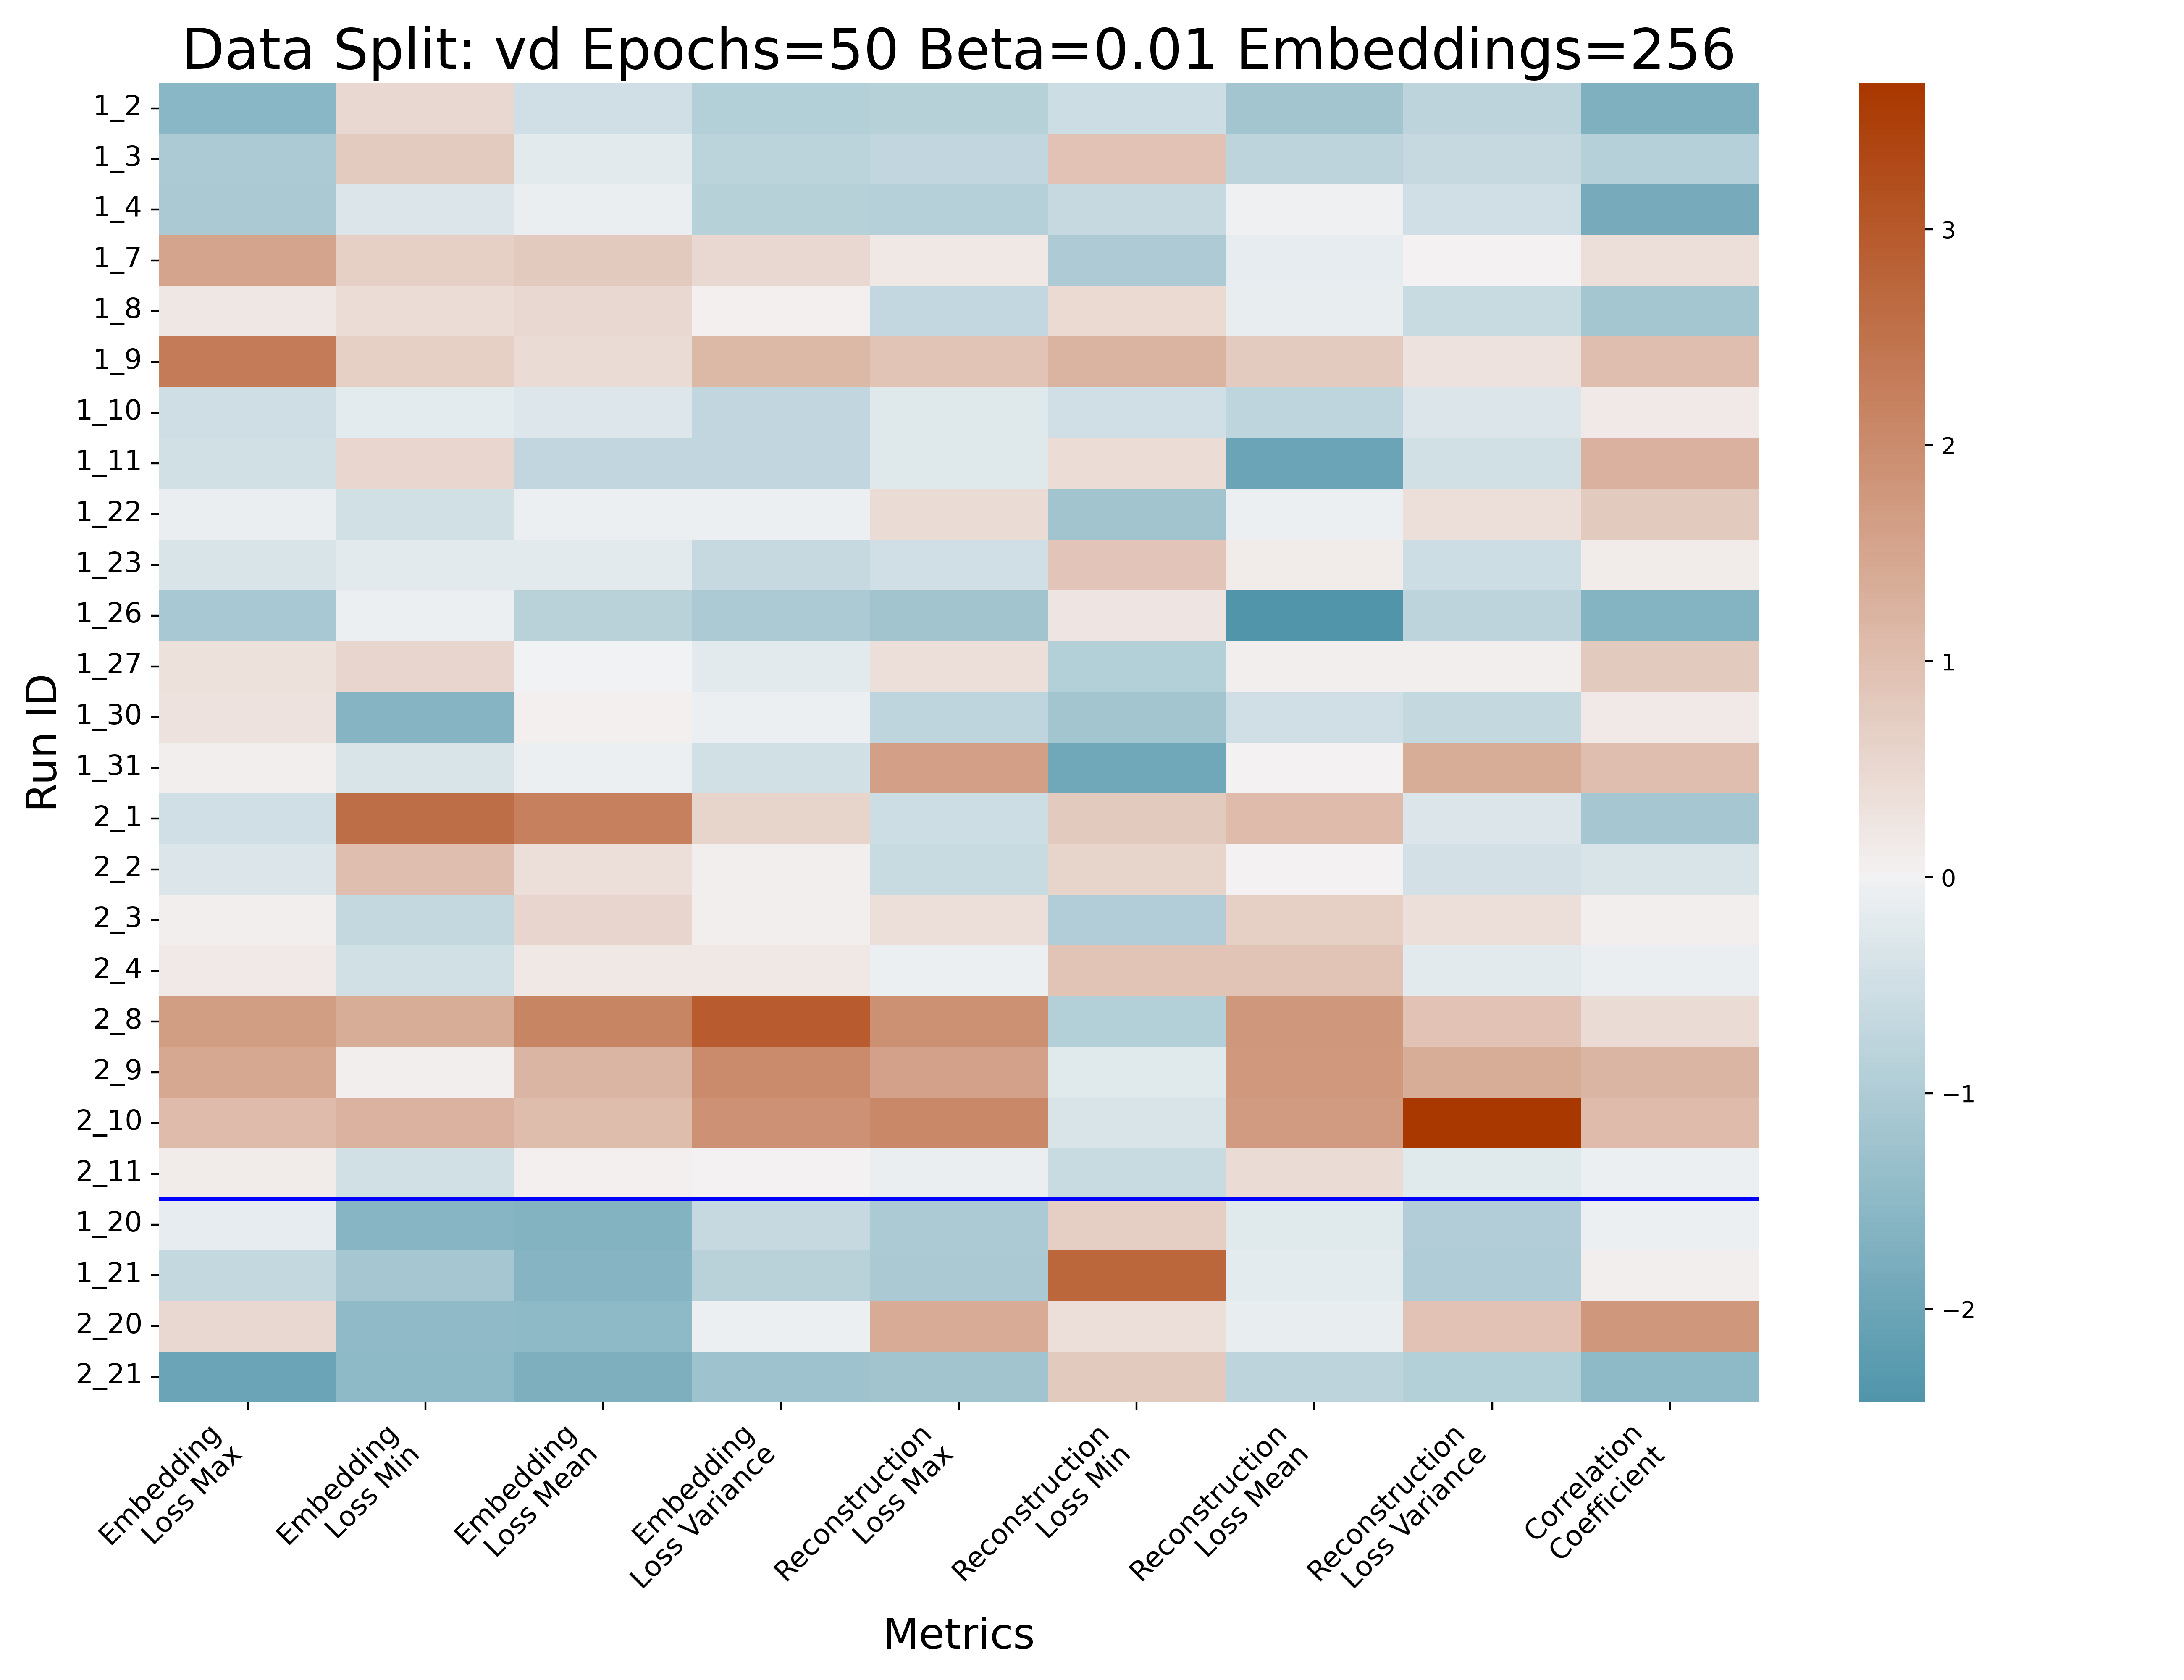 Data Split: vd Epochs=50 Beta=0.01 Embeddings=256
Run ID
1_2
1_3
1_4
1_7
1_8
1_9
1_10
1_11
1_22
1_23
1_26
1_27
1_30
1_31
2_1
2_2
2_3
2_4
2_8
2_9
2_10
2_11
1_20
1_21
2_20
2_21
Embedding
Loss Max
Embedding
Loss Min
Embedding
Loss Mean
Embedding
Loss Variance
Reconstruction
Loss Max
Reconstruction
Loss Min
Reconstruction
Loss Mean
Reconstruction
Loss Variance
Correlation
Coefficient
Metrics
3
2
1
0
−1
−2